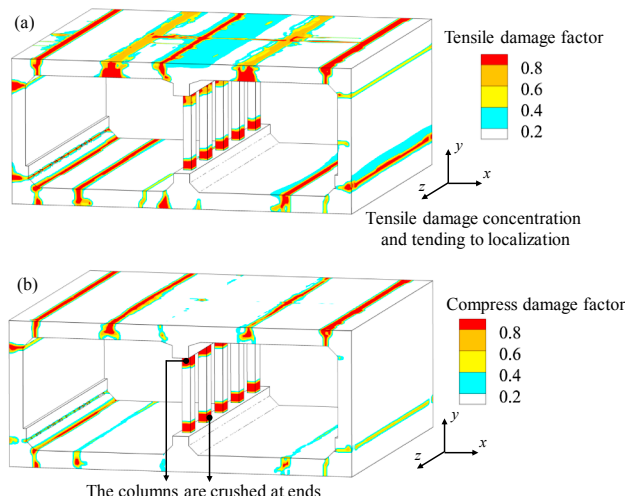 (a)
Tensile damage factor
0.8
0.6
0.4
0.2
y
x
z
Tensile damage concentration
and tending to localization
(b)
Compress damage factor
0.8
0.6
0.4
0.2
y
x
z
The columns are crushed at ends